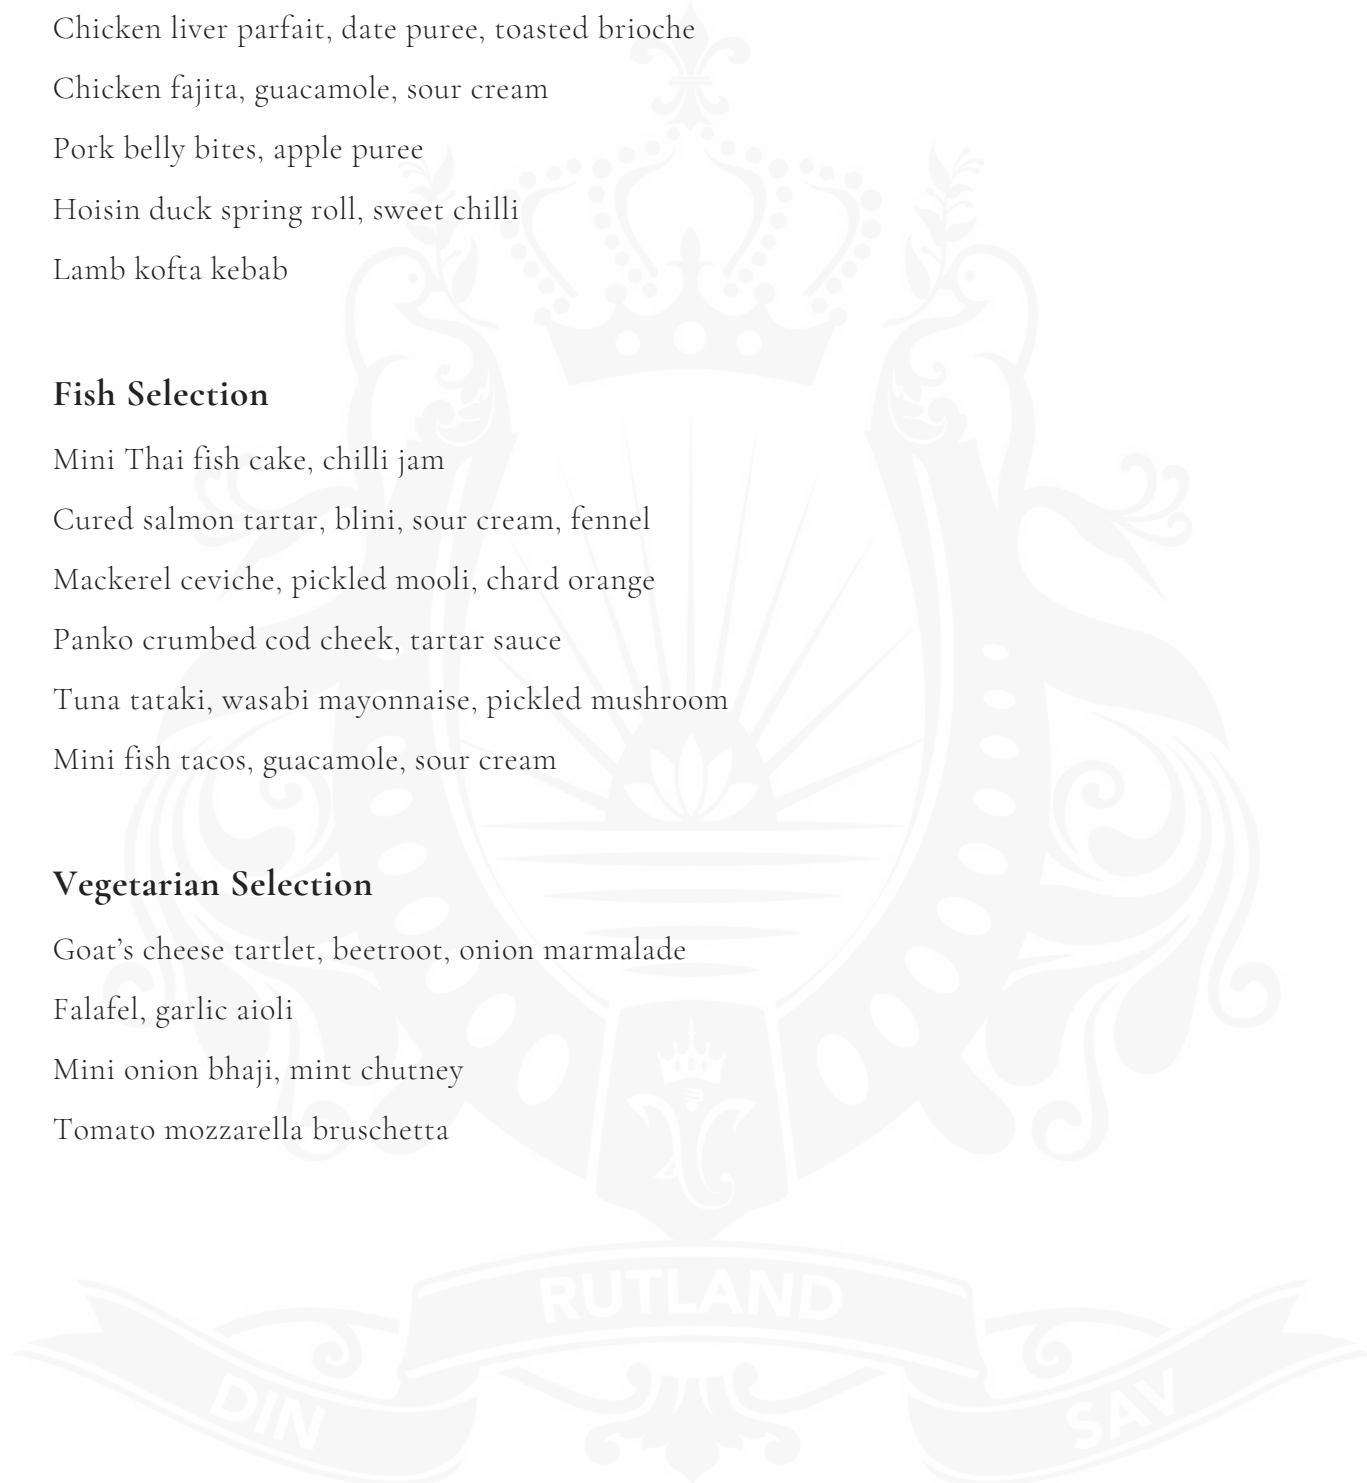 Chicken liver parfait, date puree, toasted brioche
Chicken fajita, guacamole, sour cream
Pork belly bites, apple puree
Hoisin duck spring roll, sweet chilli
Lamb kofta kebab
Fish Selection
Mini Thai fish cake, chilli jam
Cured salmon tartar, blini, sour cream, fennel
Mackerel ceviche, pickled mooli, chard orange
Panko crumbed cod cheek, tartar sauce
Tuna tataki, wasabi mayonnaise, pickled mushroom
Mini fish tacos, guacamole, sour cream
Vegetarian Selection
Goat’s cheese tartlet, beetroot, onion marmalade
Falafel, garlic aioli
Mini onion bhaji, mint chutney
Tomato mozzarella bruschetta
RUTLAND
DIN
SAV